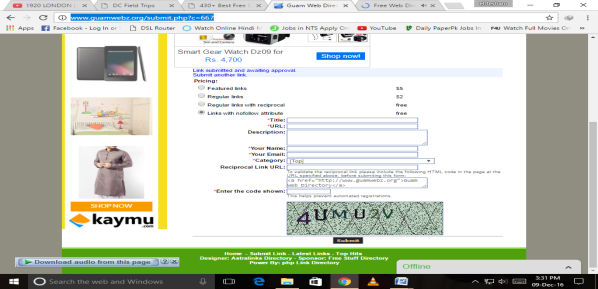 1920 LONDON
DC Field Trips
430+ Best Free
Guam Web Dire
Free Web Di
www.guamwebz.org/submit.php?c=667
Apps
Facebook - Log In or
DSL Router
Watch Online Hindi
Jobs in NTS Apply On
YouTube
Daily PaperPk Jobs In
Watch Full Movies On
Smart Gear Watch Dz09 for
Rs. 4,700
Shop now!
Link submitted and awaiting approval.
Submit another link.
Pricing:
Featured links $5
Regular links $2
Regular links with reciprocal free
Links with nofollow attribute free
*Title:
*URL:
Description:
*Your Name:
*Your Email:
*Category: [Top]
Reciprocal Link URL:
To validate the reciprocal link please include the following HTML code in the page at the
URL specified above, before submiting this form:
<a href="http://www.guamwebz.org">Guam
Web Directory</a>
*Enter the code shown:
This helps prevent automated registrations.
4UMU2V
Submit
SHOP NOW
kaymu
.com
Home - Submit Link - Latest Links - Top Hits
Designer: Astralinks Directory - Sponsor: Free Stuff Directory
Power By: php Link Directory
Download audio from this page ? x
Offline
Search the web and Windows
3:31 PM
09-Dec-16